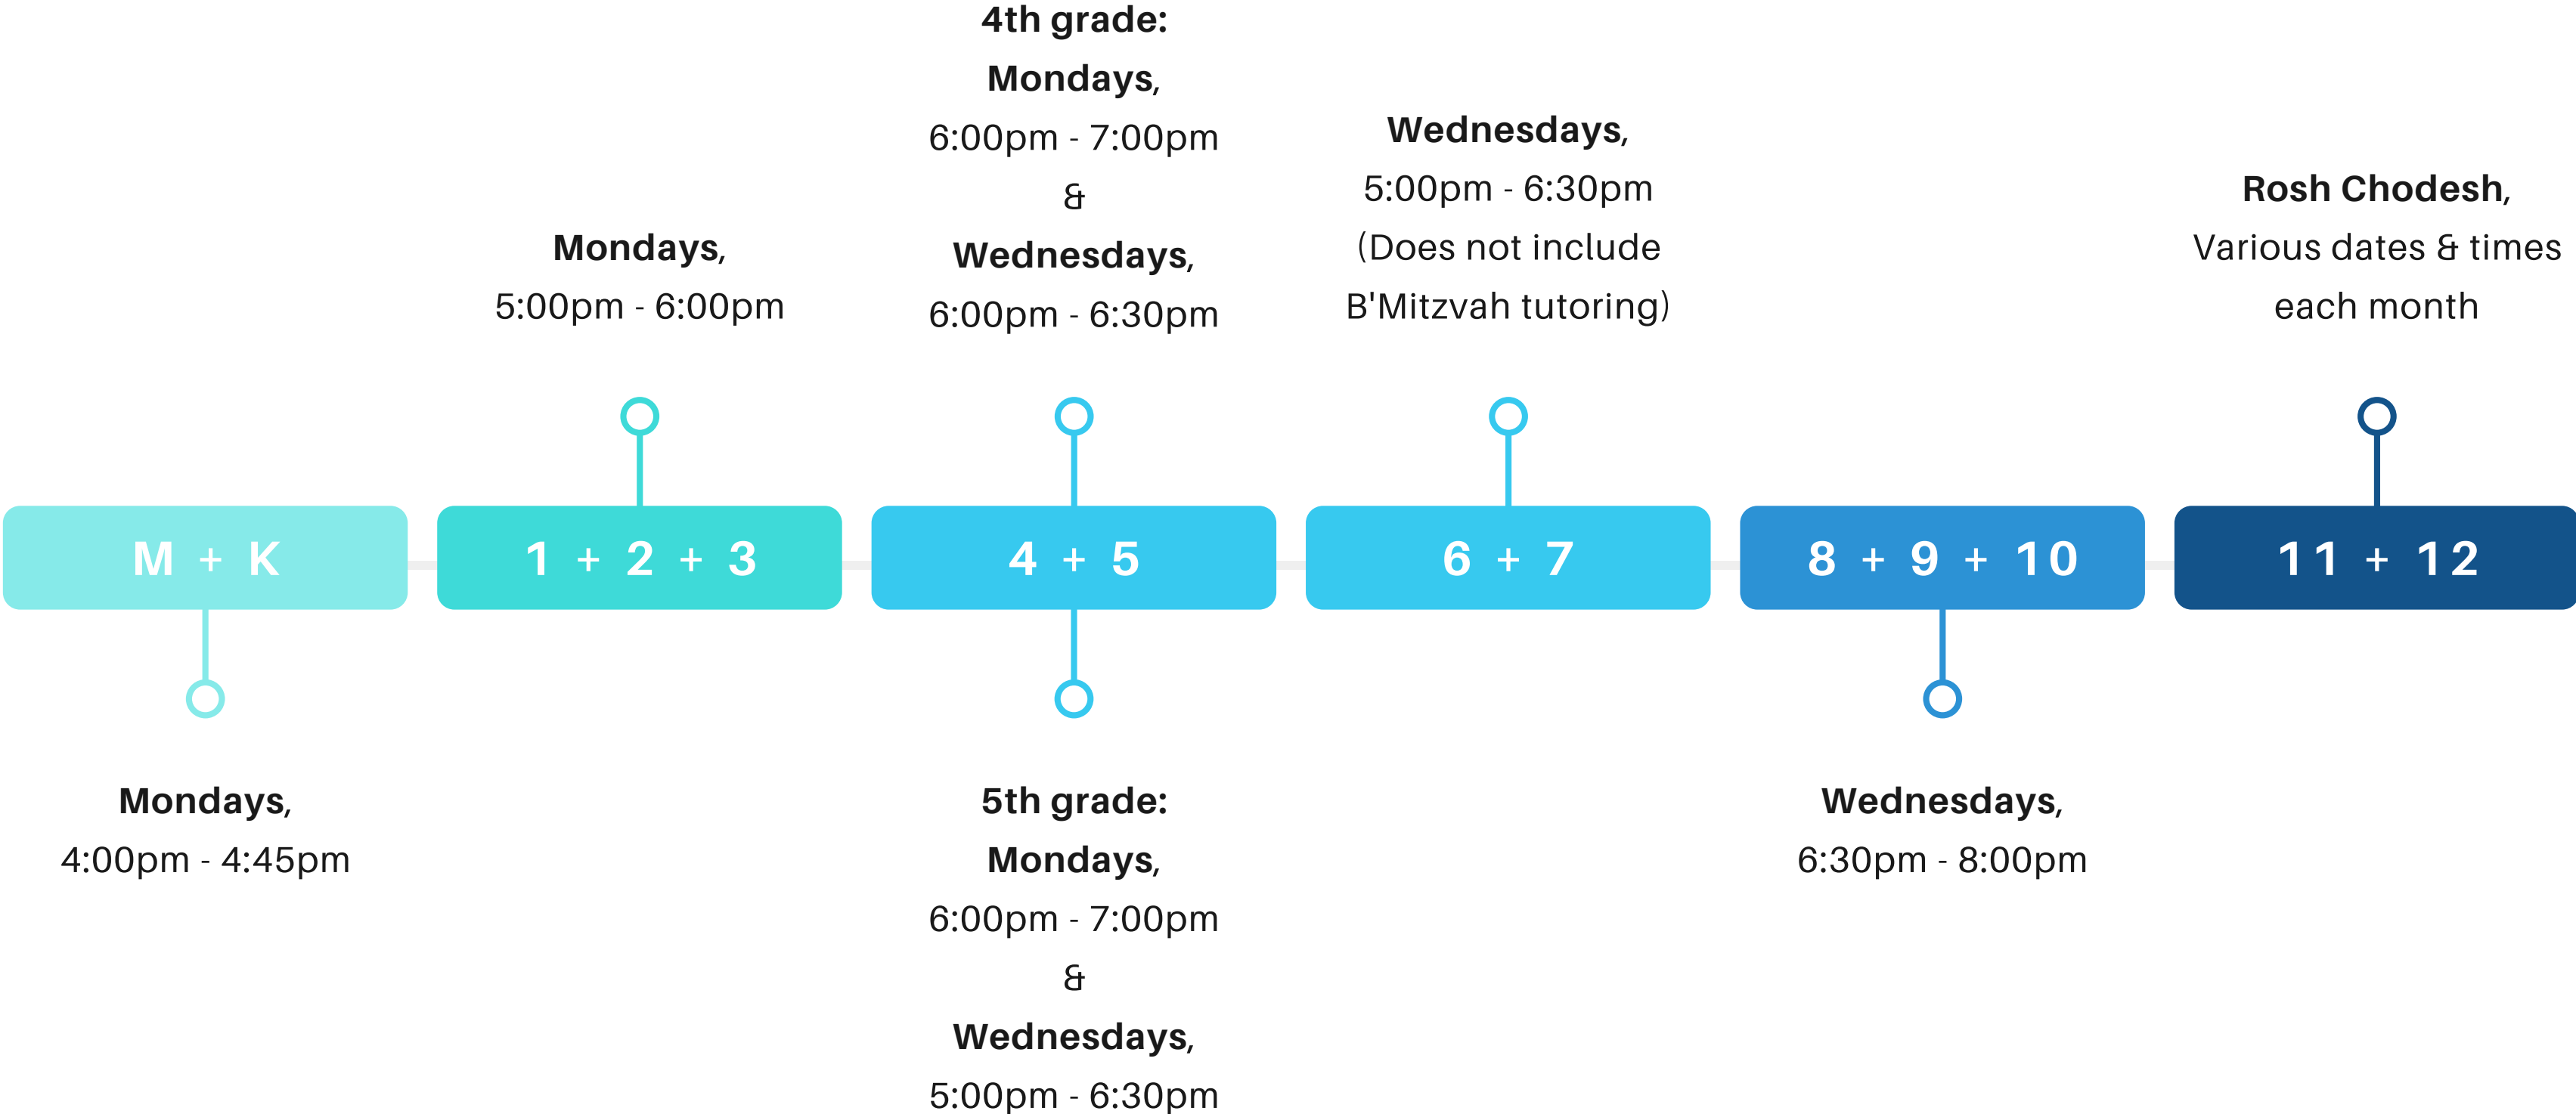 4th grade:
Mondays,
6:00pm - 7:00pm
&
Wednesdays,
6:00pm - 6:30pm
Mondays,
5:00pm - 6:00pm
Wednesdays,
5:00pm - 6:30pm
(Does not include
B'Mitzvah tutoring)
Rosh Chodesh,
Various dates & times
each month
M + K
1 + 2 + 3
4 + 5
6 + 7
8 + 9 + 10
11 + 12
Mondays,
4:00pm - 4:45pm
5th grade:
Mondays,
6:00pm - 7:00pm
&
Wednesdays,
5:00pm - 6:30pm
Wednesdays,
6:30pm - 8:00pm